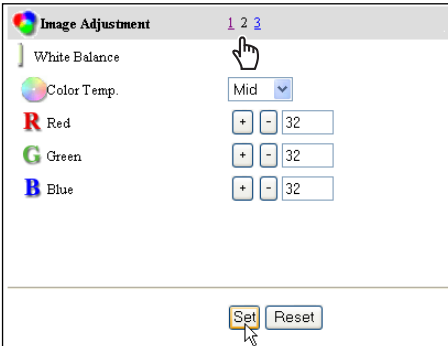 Image Adjustment 1 2 3
White Balance
Color Temp. Mid
R Red + - 32
G Green + - 32
B Blue + - 32
Set Reset